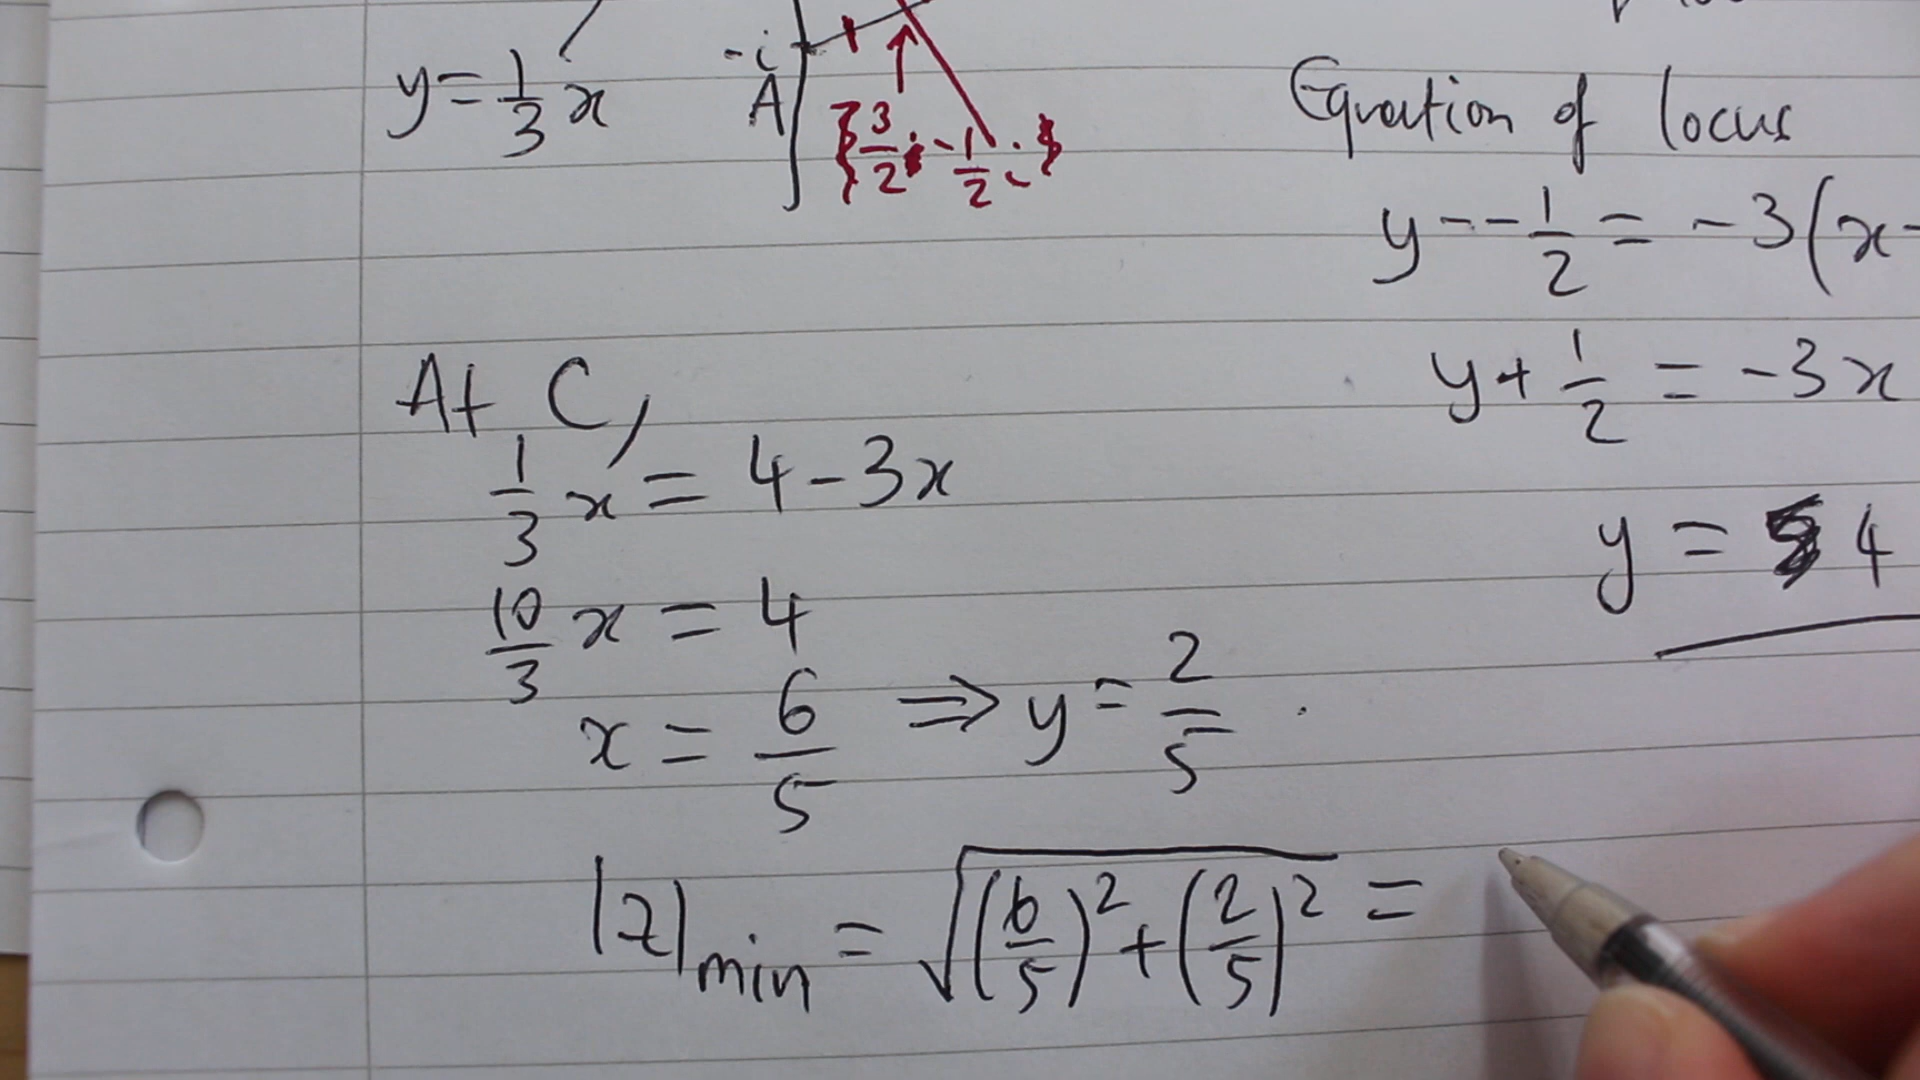 y = 1/3 x
-i
A
3/2 - 1/2 i
Equation of locus
y - - 1/2 = -3(x -
y + 1/2 = -3x
y = 4
At C,
1/3 x = 4 - 3x
10/3 x = 4
x = 6/5 ⇒ y = 2/5 .
|z|min = √((6/5)² + (2/5)²) =